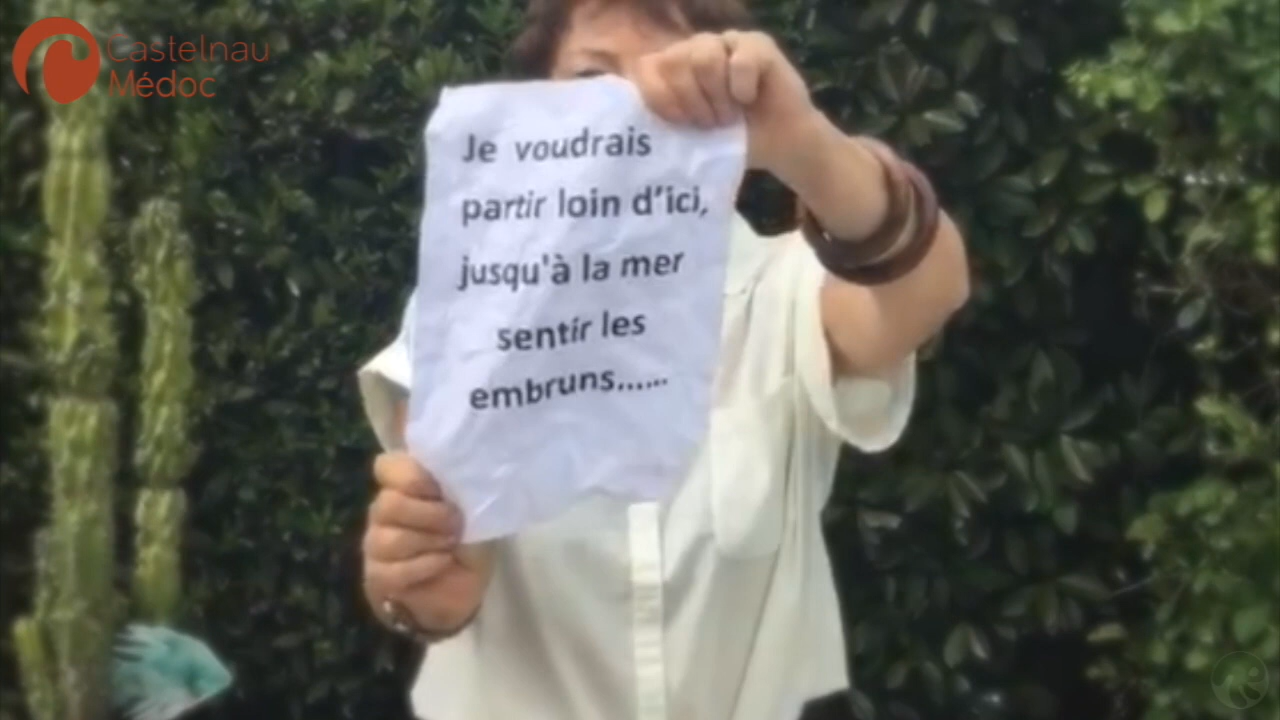 Castelnau
Médoc
Je voudrais
partir loin d'ici,
jusqu'à la mer
sentir les
embruns......